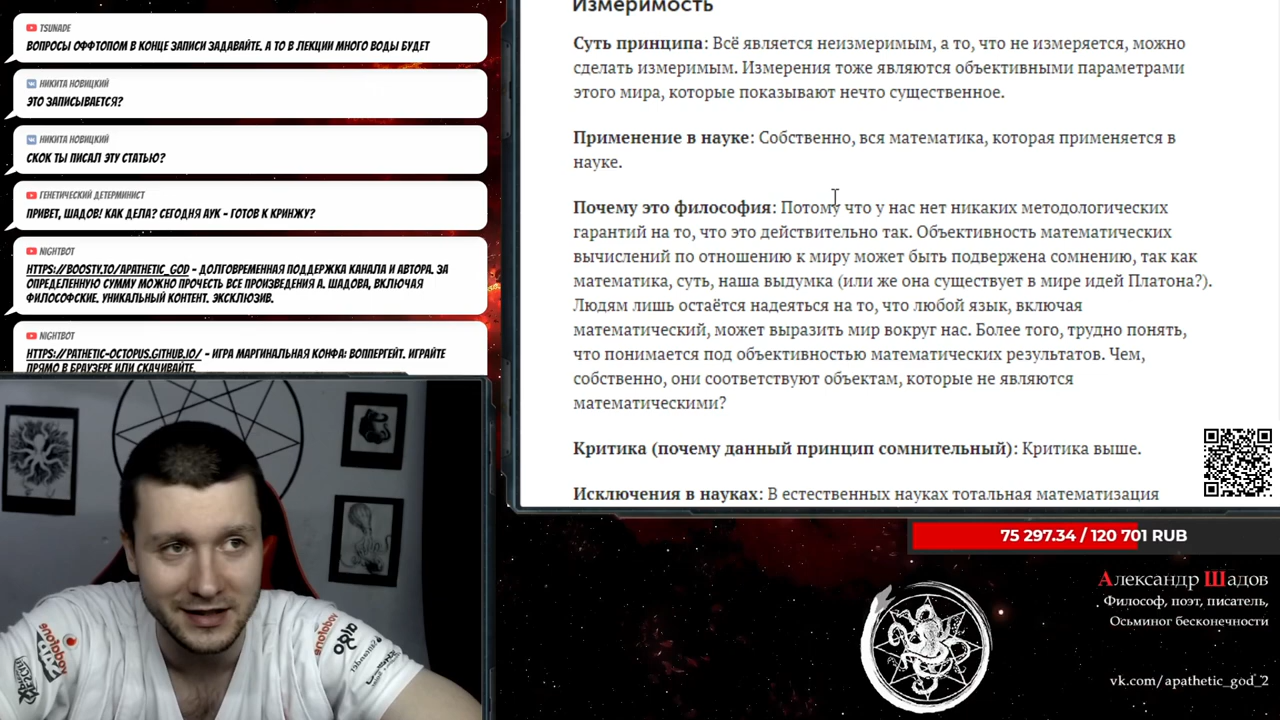 TSUNADE
ВОПРОСЫ ОФФТОПОМ В КОНЦЕ ЗАПИСИ ЗАДАВАЙТЕ. А ТО В ЛЕКЦИИ МНОГО ВОДЫ БУДЕТ
НИКИТА НОВИЦКИЙ
ЭТО ЗАПИСЫВАЕТСЯ?
НИКИТА НОВИЦКИЙ
СКОК ТЫ ПИСАЛ ЭТУ СТАТЬЮ?
ГЕНЕТИЧЕСКИЙ ДЕТЕРМИНИСТ
ПРИВЕТ, ШАДОВ! КАК ДЕЛА? СЕГОДНЯ АУК - ГОТОВ К КРИНЖУ?
NIGHTBOT
HTTPS://BOOSTY.TO/APATHETIC_GOD - ДОЛГОВРЕМЕННАЯ ПОДДЕРЖКА КАНАЛА И АВТОРА. ЗА
ОПРЕДЕЛЕННУЮ СУММУ МОЖНО ПРОЧЕСТЬ ВСЕ ПРОИЗВЕДЕНИЯ А. ШАДОВА, ВКЛЮЧАЯ
ФИЛОСОФСКИЕ. УНИКАЛЬНЫЙ КОНТЕНТ. ЭКСКЛЮЗИВ.
NIGHTBOT
HTTPS://PATHETIC-OCTOPUS.GITHUB.IO/ - ИГРА МАРГИНАЛЬНАЯ КОНФА: ВОППЕРГЕЙТ. ИГРАЙТЕ
ПРЯМО В БРАУЗЕРЕ ИЛИ СКАЧИВАЙТЕ.
Измеримость
Суть принципа: Всё является неизмеримым, а то, что не измеряется, можно
сделать измеримым. Измерения тоже являются объективными параметрами
этого мира, которые показывают нечто существенное.
Применение в науке: Собственно, вся математика, которая применяется в
науке.
Почему это философия: Потому что у нас нет никаких методологических
гарантий на то, что это действительно так. Объективность математических
вычислений по отношению к миру может быть подвержена сомнению, так как
математика, суть, наша выдумка (или же она существует в мире идей Платона?).
Людям лишь остаётся надеяться на то, что любой язык, включая
математический, может выразить мир вокруг нас. Более того, трудно понять,
что понимается под объективностью математических результатов. Чем,
собственно, они соответствуют объектам, которые не являются
математическими?
Критика (почему данный принцип сомнительный): Критика выше.
Исключения в науках: В естественных науках тотальная математизация
75 297.34 / 120 701 RUB
Александр Шадов
Философ, поэт, писатель,
Осьминог бесконечности
vk.com/apathetic_god_2
vodafone
vodafone